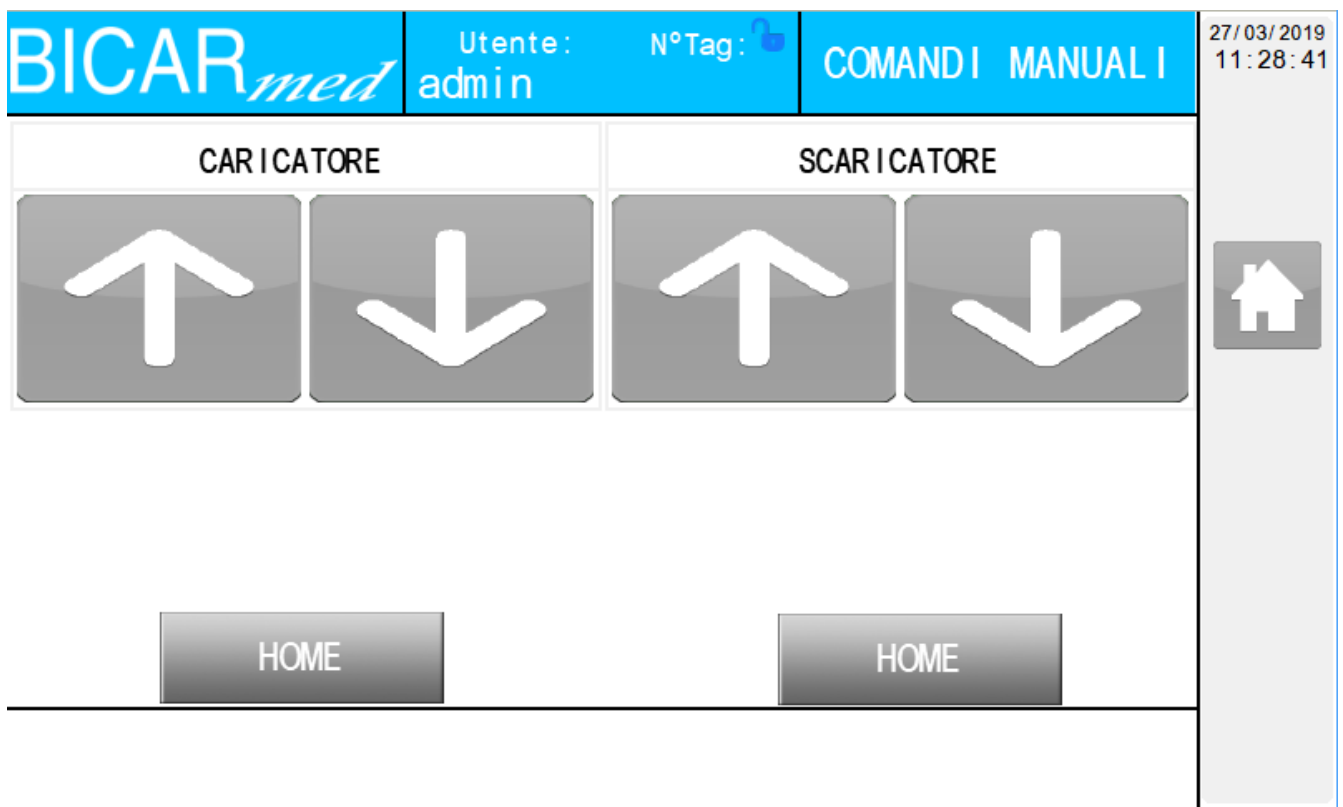 BICARmed
Utente:
admin
N°Tag:
COMANDI MANUALI
27/03/2019
11:28:41
CARICATORE
SCARICATORE
HOME
HOME